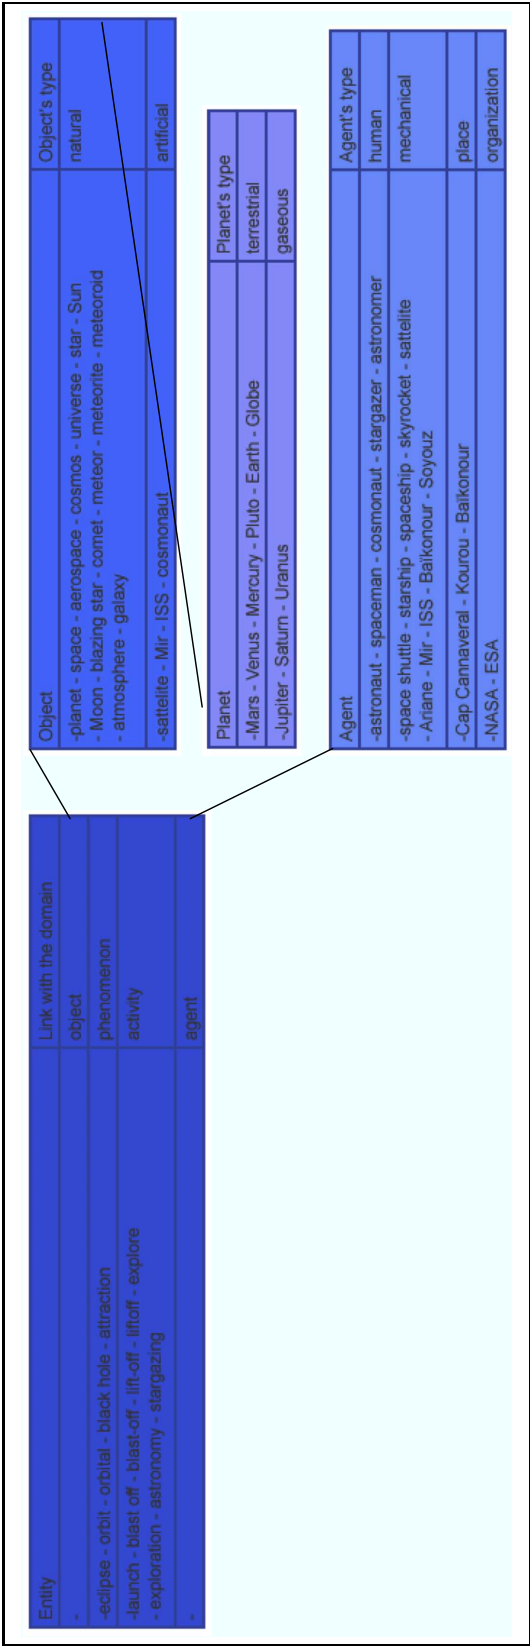 Entity Link with the domain
- object
-eclipse - orbit - orbital - black hole - attraction phenomenon
-launch - blast off - blast-off - lift-off - liftoff - explore activity
- exploration - astronomy - stargazing
- agent
Object Object's type
-planet - space - aerospace - cosmos - universe - star - Sun natural
- Moon - blazing star - comet - meteor - meteorite - meteoroid
- atmosphere - galaxy
-sattelite - Mir - ISS - cosmonaut artificial
Planet Planet's type
-Mars - Venus - Mercury - Pluto - Earth - Globe terrestrial
-Jupiter - Saturn - Uranus gaseous
Agent Agent's type
-astronaut - spaceman - cosmonaut - stargazer - astronomer human
-space shuttle - starship - spaceship - skyrocket - sattelite mechanical
- Ariane - Mir - ISS - Baïkonour - Soyouz
-Cap Cannaveral - Kourou - Baïkonour place
-NASA - ESA organization